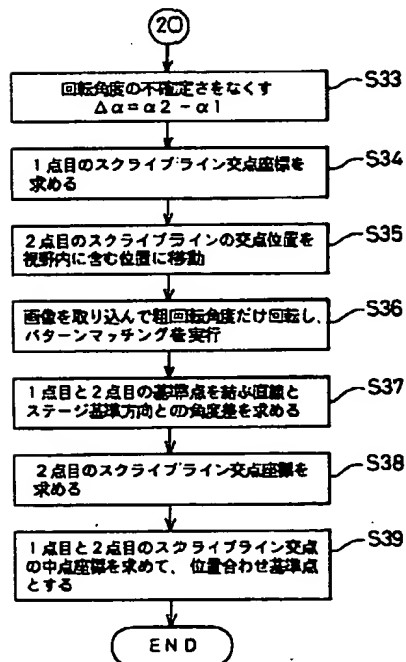 20
回転角度の不確定さをなくす
Δα=α2-α1
S33
1点目のスクライブライン交点座標を
求める
S34
2点目のスクライブラインの交点位置を
視野内に含む位置に移動
S35
画像を取り込んで粗回転角度だけ回転し、
パターンマッチングを実行
S36
1点目と2点目の基準点を結ぶ直線と
ステージ基準方向との角度差を求める
S37
2点目のスクライブライン交点座標を
求める
S38
1点目と2点目のスクライブライン交点
の中点座標を求めて、位置合わせ基準点
とする
S39
END